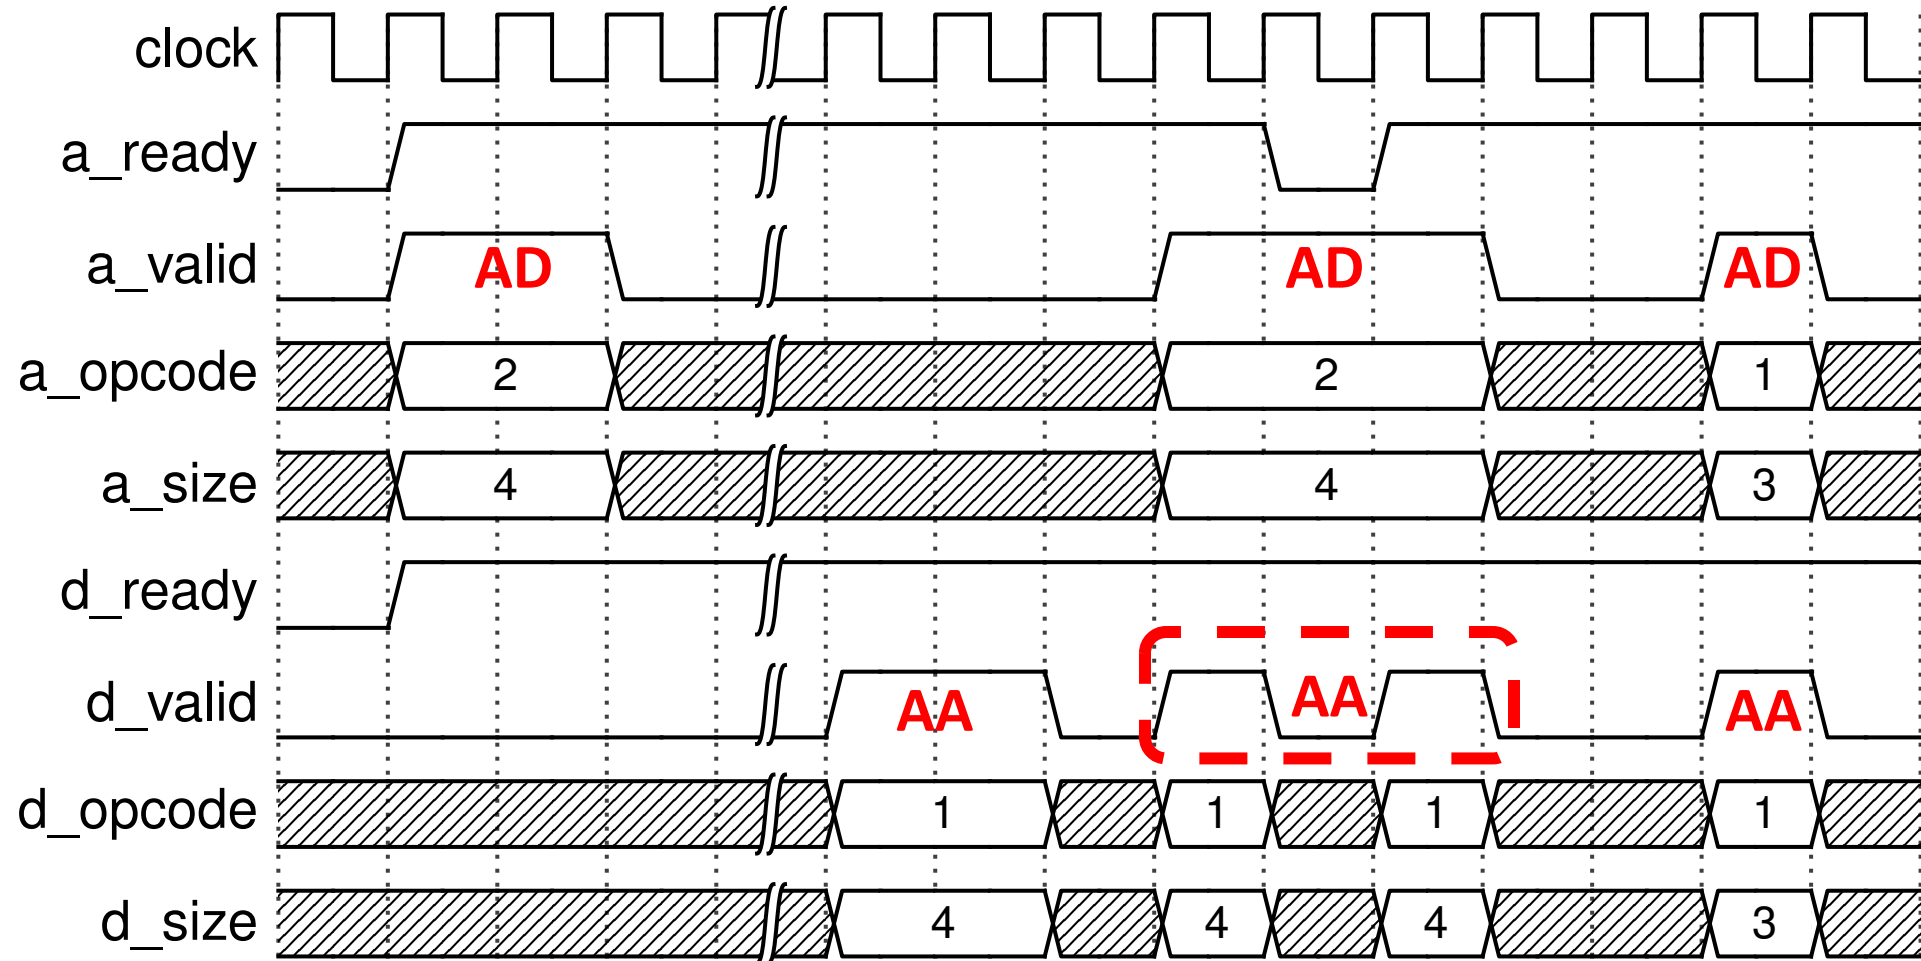 clock
a_ready
a_valid AD AD AD
a_opcode 2 2 1
a_size 4 4 3
d_ready
d_valid AA AA AA
d_opcode 1 1 1 1
d_size 4 4 4 3